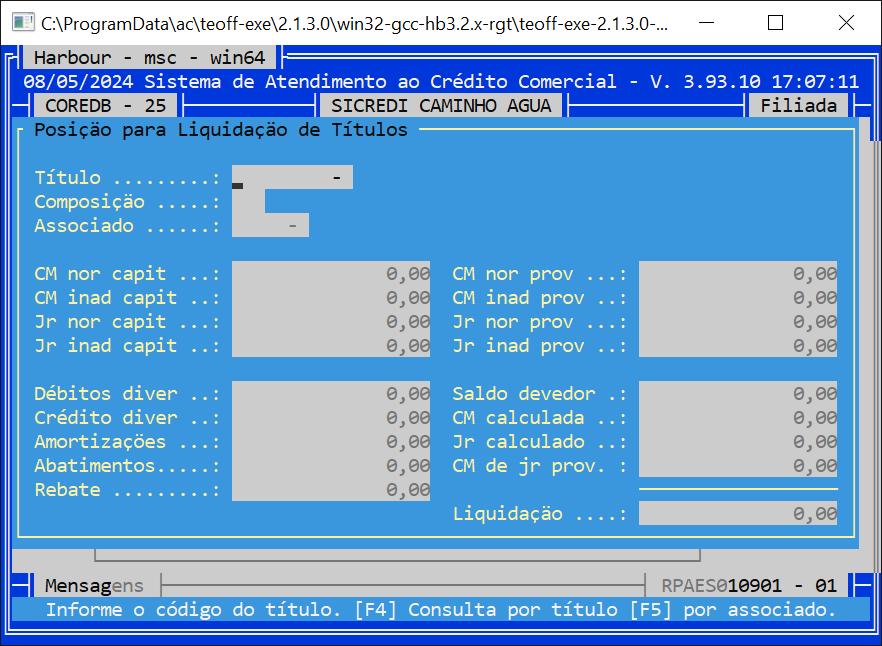 C:\ProgramData\ac\teoff-exe\2.1.3.0\win32-gcc-hb3.2.x-rgt\teoff-exe-2.1.3.0-...
Harbour - msc - win64
08/05/2024 Sistema de Atendimento ao Crédito Comercial - V. 3.93.10 17:07:11
COREDB - 25 SICREDI CAMINHO AGUA Filiada
Posiçäo para Liquidaçäo de Títulos
Título .........: -
Composiçäo .....:
Associado ......: -
CM nor capit ...: 0,00 CM nor prov ...: 0,00
CM inad capit ..: 0,00 CM inad prov ..: 0,00
Jr nor capit ...: 0,00 Jr nor prov ...: 0,00
Jr inad capit ..: 0,00 Jr inad prov ..: 0,00
Débitos diver ..: 0,00 Saldo devedor .: 0,00
Crédito diver ..: 0,00 CM calculada ..: 0,00
Amortizaçöes ...: 0,00 Jr calculado ..: 0,00
Abatimentos.....: 0,00 CM de jr prov. : 0,00
Rebate .........: 0,00
Liquidaçäo ....: 0,00
Mensagens RPAES010901 - 01
Informe o código do título. [F4] Consulta por título [F5] por associado.